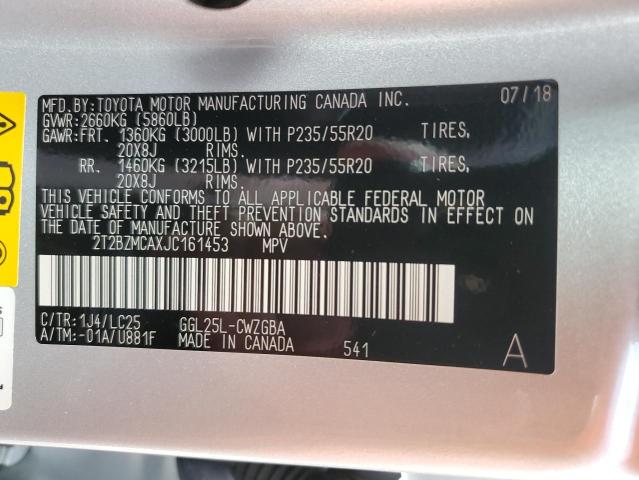 MFD.BY:TOYOTA MOTOR MANUFACTURING CANADA INC. 07/18
GVWR:2660KG (5860LB)
GAWR:FRT. 1360KG (3000LB) WITH P235/55R20 TIRES,
20X8J RIMS.
RR. 1460KG (3215LB) WITH P235/55R20 TIRES,
20X8J RIMS.
THIS VEHICLE CONFORMS TO ALL APPLICABLE FEDERAL MOTOR
VEHICLE SAFETY AND THEFT PREVENTION STANDARDS IN EFFECT ON
THE DATE OF MANUFACTURE SHOWN ABOVE.
2T2BZMCAXJC161453 MPV
C/TR:1J4/LC25 GGL25L-CWZGBA
A/TM:-01A/U881F MADE IN CANADA 541 A